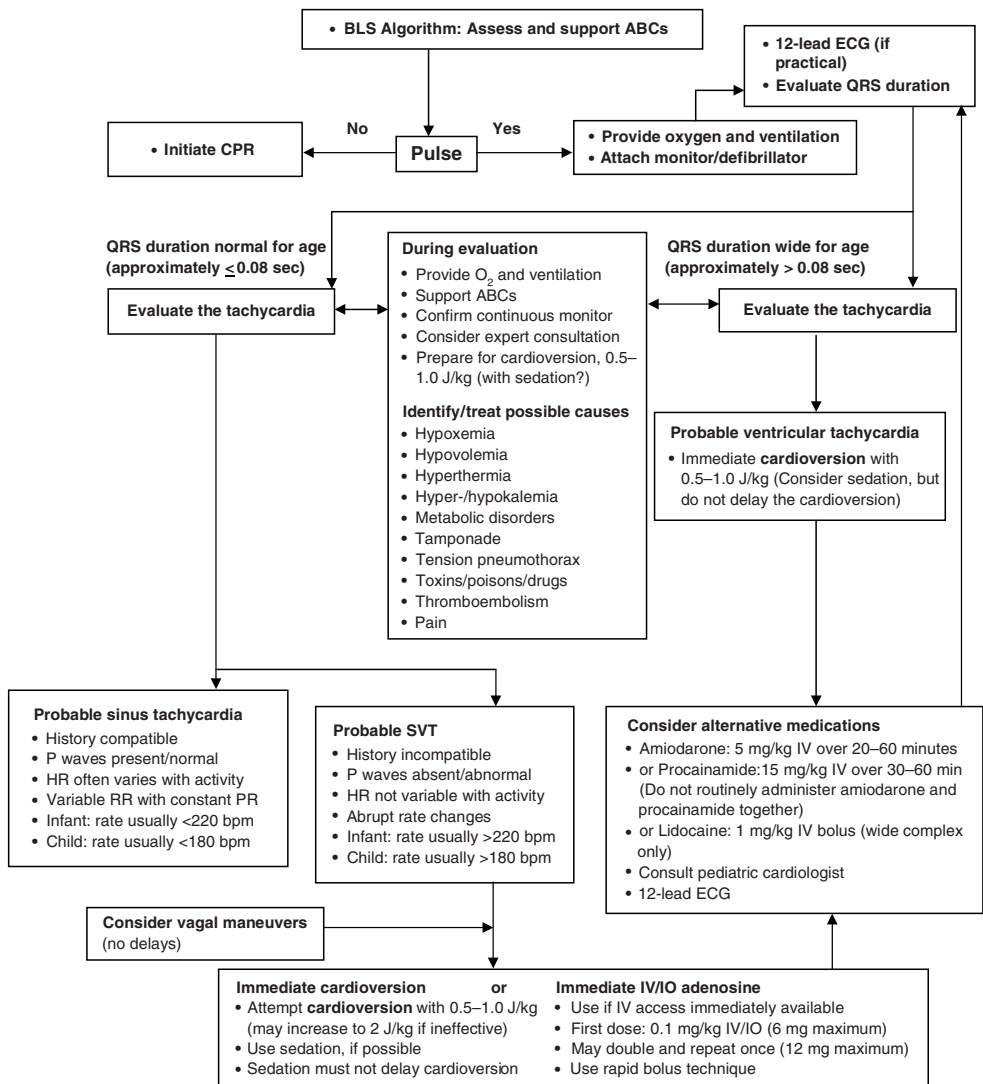 • BLS Algorithm: Assess and support ABCs
• 12-lead ECG (if
practical)
• Evaluate QRS duration
No
Yes
• Initiate CPR
Pulse
• Provide oxygen and ventilation
• Attach monitor/defibrillator
QRS duration normal for age
(approximately ≤ 0.08 sec)
Evaluate the tachycardia
During evaluation
• Provide O₂ and ventilation
• Support ABCs
• Confirm continuous monitor
• Consider expert consultation
• Prepare for cardioversion, 0.5–
1.0 J/kg (with sedation?)
Identify/treat possible causes
• Hypoxemia
• Hypovolemia
• Hyperthermia
• Hyper-/hypokalemia
• Metabolic disorders
• Tamponade
• Tension pneumothorax
• Toxins/poisons/drugs
• Thromboembolism
• Pain
QRS duration wide for age
(approximately > 0.08 sec)
Evaluate the tachycardia
Probable ventricular tachycardia
• Immediate cardioversion with
0.5–1.0 J/kg (Consider sedation, but
do not delay the cardioversion)
Probable sinus tachycardia
• History compatible
• P waves present/normal
• HR often varies with activity
• Variable RR with constant PR
• Infant: rate usually <220 bpm
• Child: rate usually <180 bpm
Probable SVT
• History incompatible
• P waves absent/abnormal
• HR not variable with activity
• Abrupt rate changes
• Infant: rate usually >220 bpm
• Child: rate usually >180 bpm
Consider alternative medications
• Amiodarone: 5 mg/kg IV over 20–60 minutes
• or Procainamide:15 mg/kg IV over 30–60 min
(Do not routinely administer amiodarone and
procainamide together)
• or Lidocaine: 1 mg/kg IV bolus (wide complex
only)
• Consult pediatric cardiologist
• 12-lead ECG
Consider vagal maneuvers
(no delays)
Immediate cardioversion or
• Attempt cardioversion with 0.5–1.0 J/kg
(may increase to 2 J/kg if ineffective)
• Use sedation, if possible
• Sedation must not delay cardioversion
Immediate IV/IO adenosine
• Use if IV access immediately available
• First dose: 0.1 mg/kg IV/IO (6 mg maximum)
• May double and repeat once (12 mg maximum)
• Use rapid bolus technique